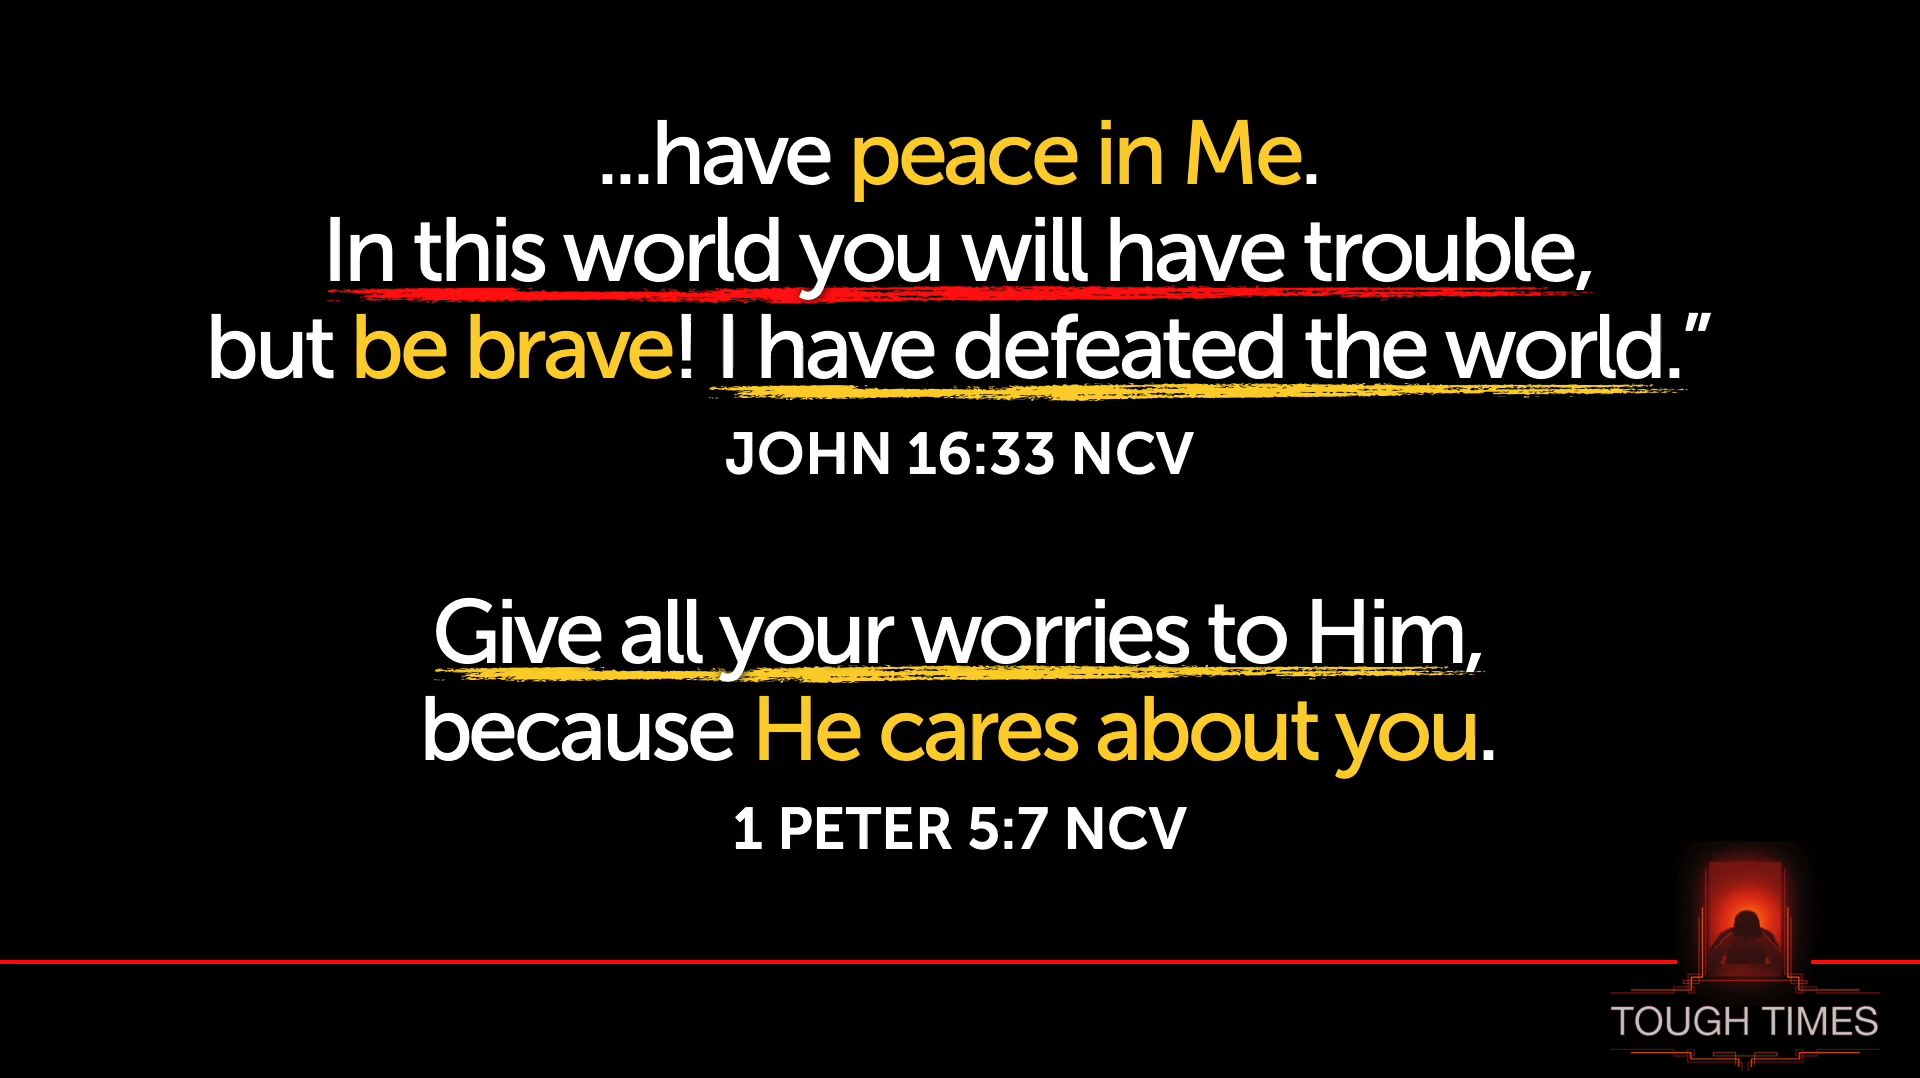 ...have peace in Me.
In this world you will have trouble,
but be brave! I have defeated the world.”
JOHN 16:33 NCV
Give all your worries to Him,
because He cares about you.
1 PETER 5:7 NCV
TOUGH TIMES